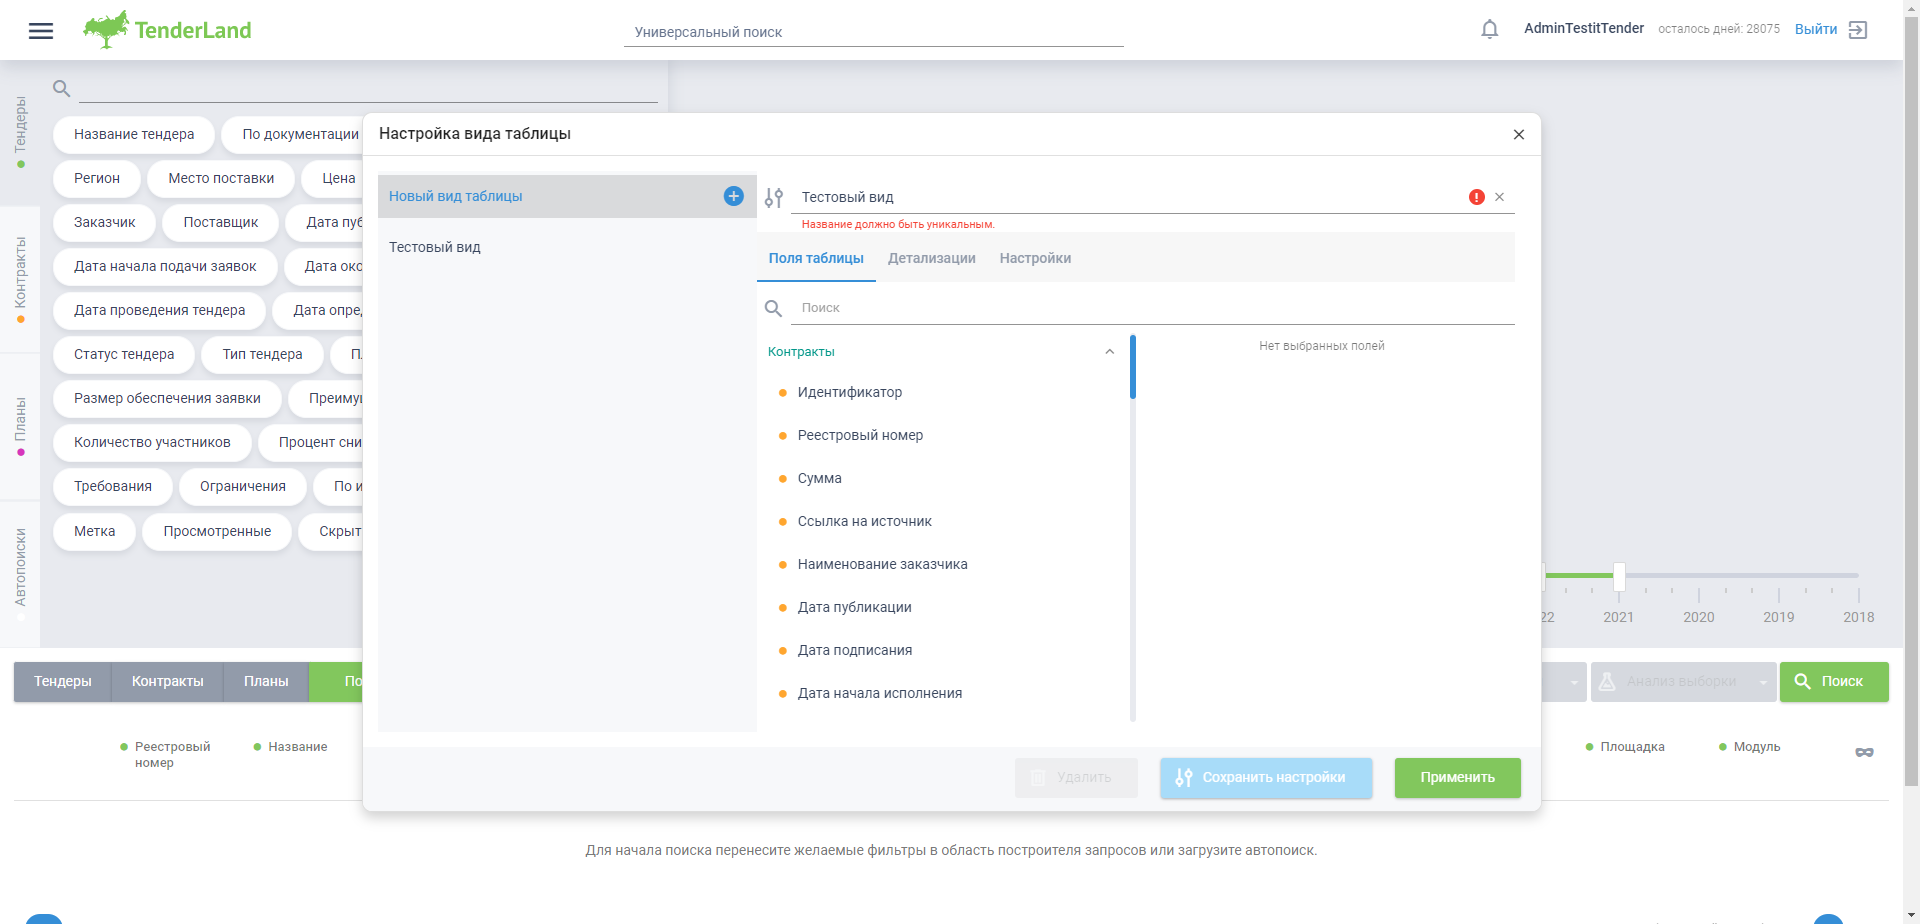 TenderLand
Универсальный поиск
AdminTestitTender
осталось дней: 28075
Выйти
Тендеры
Контракты
Планы
Автопоиски
Название тендера
По документации
Регион
Место поставки
Цена
Заказчик
Поставщик
Дата пуб
Дата начала подачи заявок
Дата око
Дата проведения тендера
Дата опре
Статус тендера
Тип тендера
Размер обеспечения заявки
Преиму
Количество участников
Процент сни
Требования
Ограничения
По и
Метка
Просмотренные
Скрыт
Настройка вида таблицы
Новый вид таблицы
Тестовый вид
Тестовый вид
Название должно быть уникальным.
Поля таблицы
Детализации
Настройки
Поиск
Контракты
Идентификатор
Реестровый номер
Сумма
Ссылка на источник
Наименование заказчика
Дата публикации
Дата подписания
Дата начала исполнения
Нет выбранных полей
Удалить
Сохранить настройки
Применить
22
2021
2020
2019
2018
Тендеры
Контракты
Планы
По
Анализ выборки
Поиск
Реестровый
номер
Название
Площадка
Модуль
Для начала поиска перенесите желаемые фильтры в область построителя запросов или загрузите автопоиск.